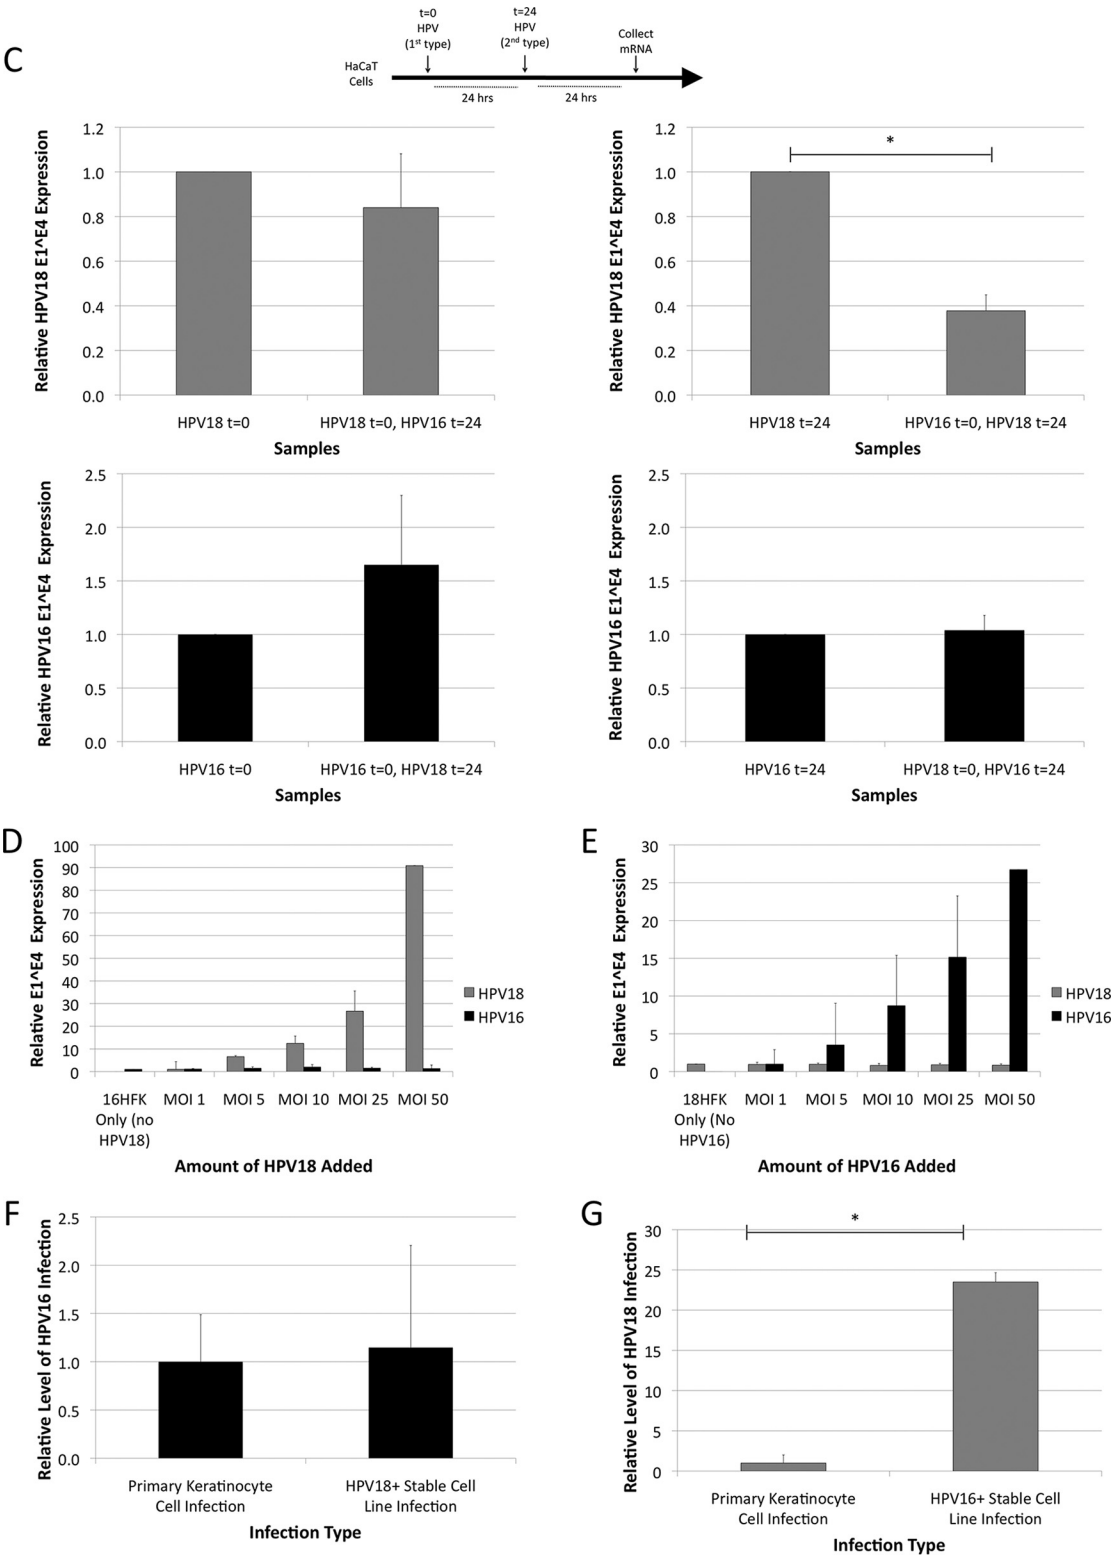 C
t=0
HPV
(1st type)
t=24
HPV
(2nd type)
Collect
mRNA
HaCaT
Cells
24 hrs
24 hrs
Relative HPV18 E1^E4 Expression
1.2
1.0
0.8
0.6
0.4
0.2
0.0
HPV18 t=0
HPV18 t=0, HPV16 t=24
Samples
Relative HPV18 E1^E4 Expression
1.2
1.0
0.8
0.6
0.4
0.2
0.0
*
HPV18 t=24
HPV16 t=0, HPV18 t=24
Samples
Relative HPV16 E1^E4 Expression
2.5
2.0
1.5
1.0
0.5
0.0
HPV16 t=0
HPV16 t=0, HPV18 t=24
Samples
Relative HPV16 E1^E4 Expression
2.5
2.0
1.5
1.0
0.5
0.0
HPV16 t=24
HPV18 t=0, HPV16 t=24
Samples
D
Relative E1^E4 Expression
100
90
80
70
60
50
40
30
20
10
0
HPV18
HPV16
16HFK
Only (no
HPV18)
MOI 1
MOI 5
MOI 10
MOI 25
MOI 50
Amount of HPV18 Added
E
Relative E1^E4 Expression
30
25
20
15
10
5
0
HPV18
HPV16
18HFK
Only (No
HPV16)
MOI 1
MOI 5
MOI 10
MOI 25
MOI 50
Amount of HPV16 Added
F
Relative Level of HPV16 Infection
2.5
2.0
1.5
1.0
0.5
0.0
Primary Keratinocyte
Cell Infection
HPV18+ Stable Cell
Line Infection
Infection Type
G
Relative Level of HPV18 Infection
30
25
20
15
10
5
0
*
Primary Keratinocyte
Cell Infection
HPV16+ Stable Cell
Line Infection
Infection Type